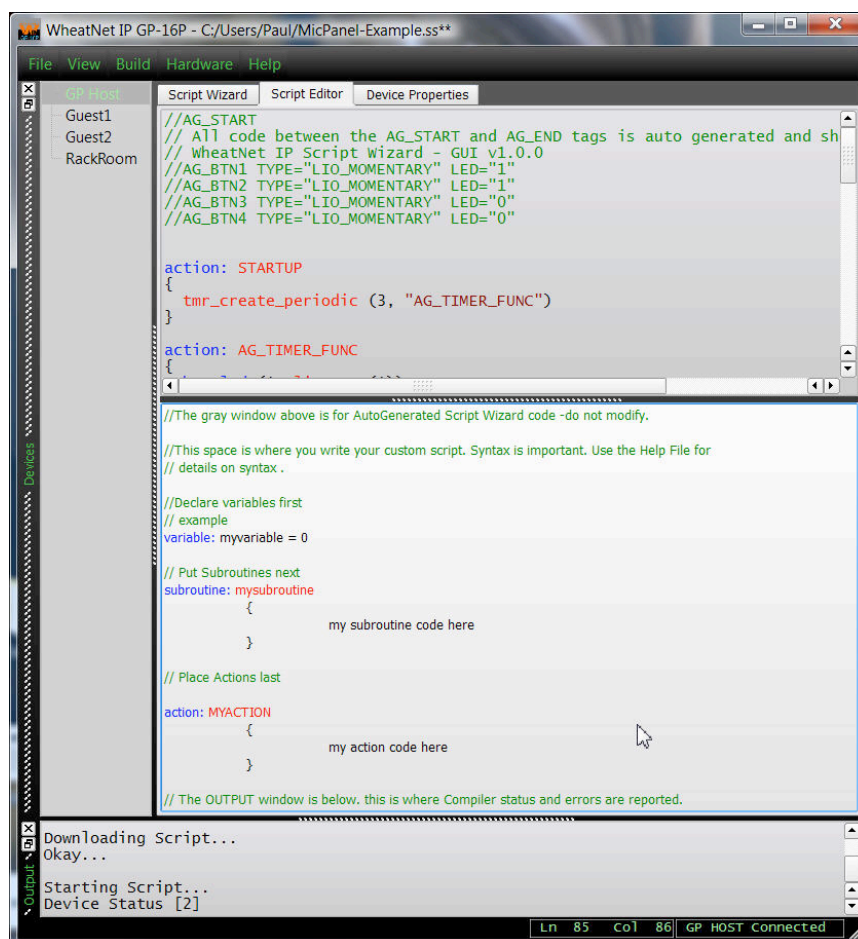 WheatNet IP GP-16P - C:/Users/Paul/MicPanel-Example.ss**
File View Build Hardware Help
GP Host
Guest1
Guest2
RackRoom
Devices
Script Wizard Script Editor Device Properties
//AG_START
// All code between the AG_START and AG_END tags is auto generated and sh
// WheatNet IP Script Wizard - GUI v1.0.0
//AG_BTN1 TYPE="LIO_MOMENTARY" LED="1"
//AG_BTN2 TYPE="LIO_MOMENTARY" LED="1"
//AG_BTN3 TYPE="LIO_MOMENTARY" LED="0"
//AG_BTN4 TYPE="LIO_MOMENTARY" LED="0"
action: STARTUP
{
tmr_create_periodic (3, "AG_TIMER_FUNC")
}
action: AG_TIMER_FUNC
{
//The gray window above is for AutoGenerated Script Wizard code -do not modify.
//This space is where you write your custom script. Syntax is important. Use the Help File for
// details on syntax .
//Declare variables first
// example
variable: myvariable = 0
// Put Subroutines next
subroutine: mysubroutine
{
my subroutine code here
}
// Place Actions last
action: MYACTION
{
my action code here
}
// The OUTPUT window is below. this is where Compiler status and errors are reported.
Output
Downloading Script...
Okay...
Starting Script...
Device Status [2]
Ln 85 Col 86 GP HOST Connected